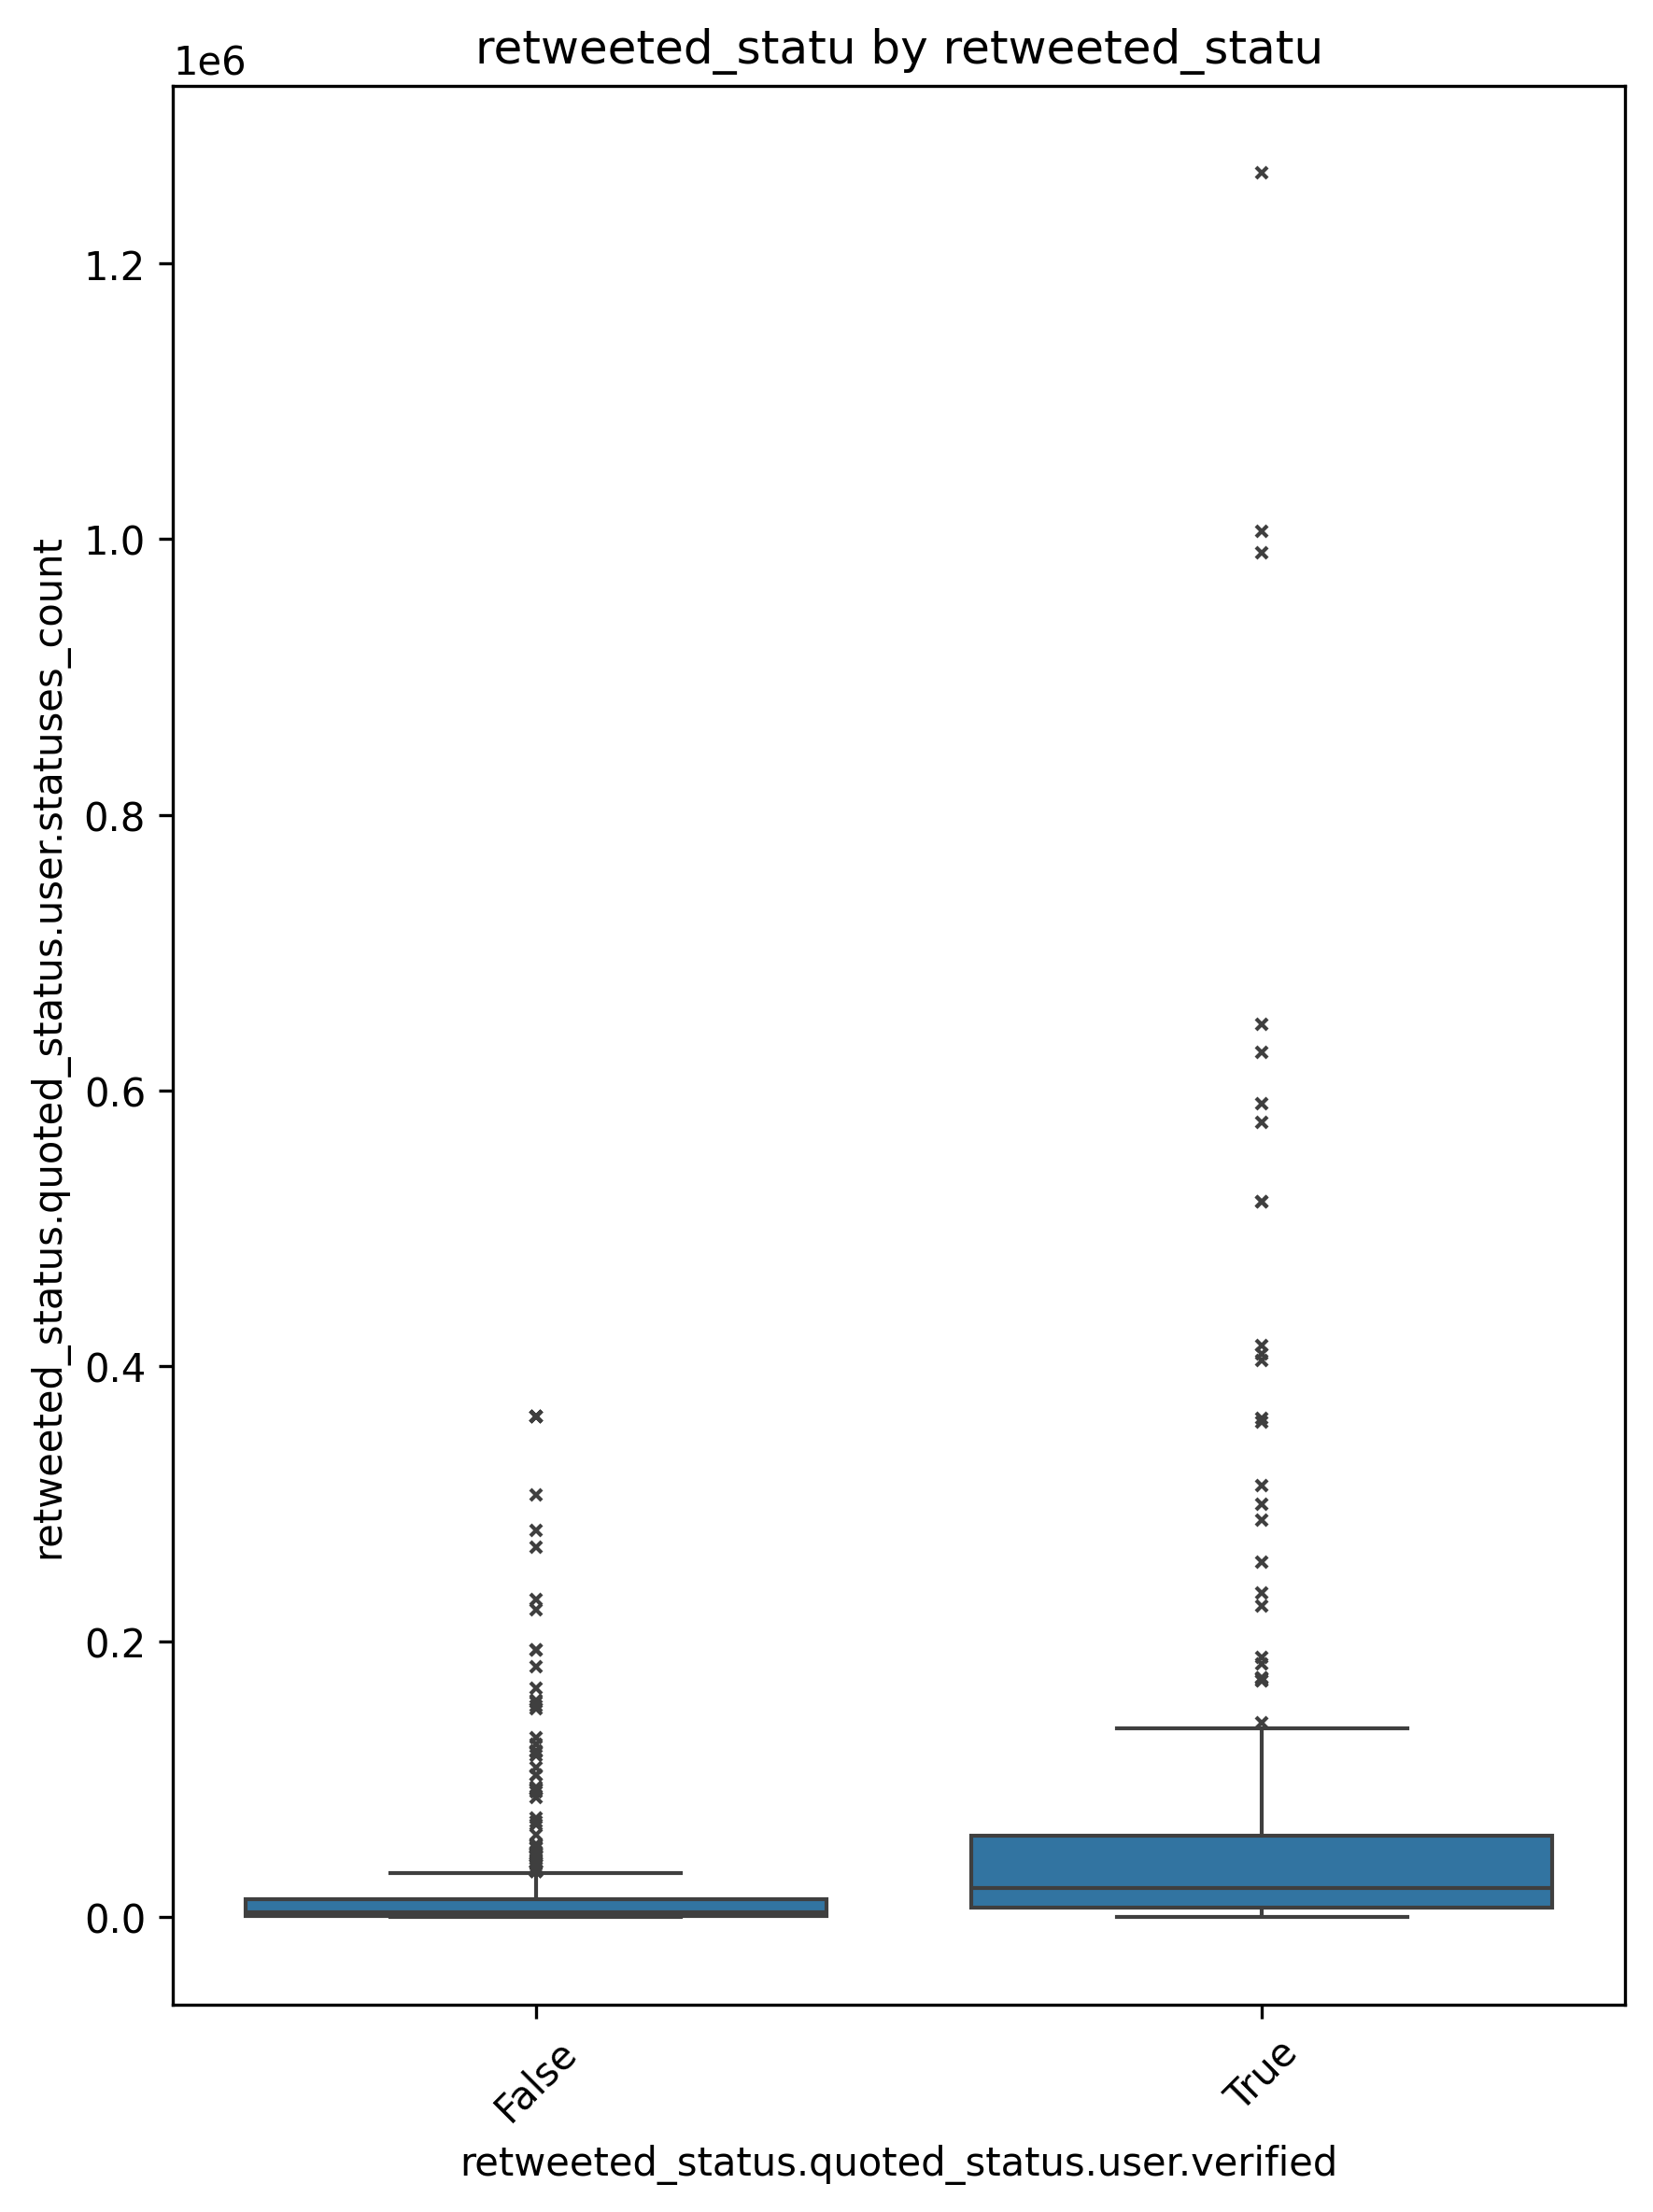 retweeted_statu by retweeted_statu
1e6
1.2
1.0
0.8
0.6
0.4
0.2
0.0
retweeted_status.quoted_status.user.statuses_count
False
True
retweeted_status.quoted_status.user.verified